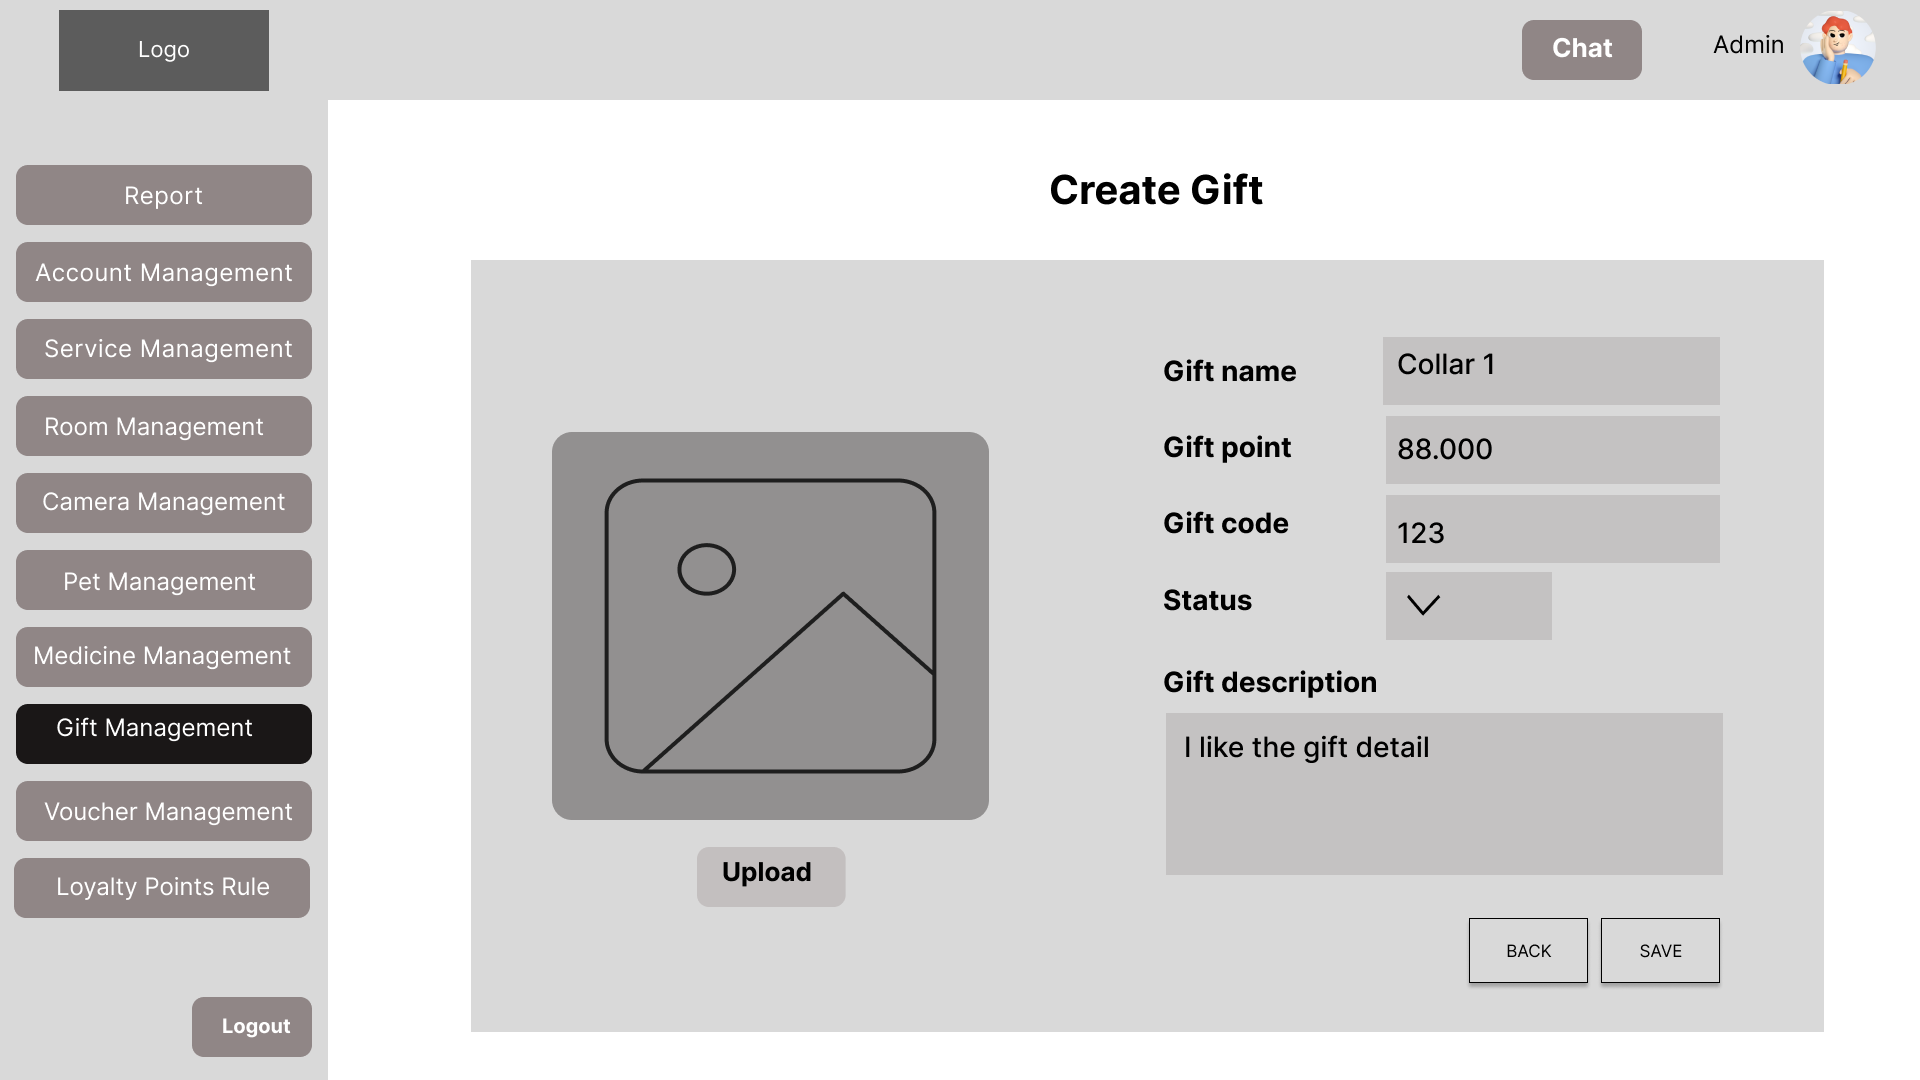 Logo
Chat
Admin
Report
Account Management
Service Management
Room Management
Camera Management
Pet Management
Medicine Management
Gift Management
Voucher Management
Loyalty Points Rule
Logout
Create Gift
Upload
Gift name
Collar 1
Gift point
88.000
Gift code
123
Status
Gift description
I like the gift detail
BACK
SAVE